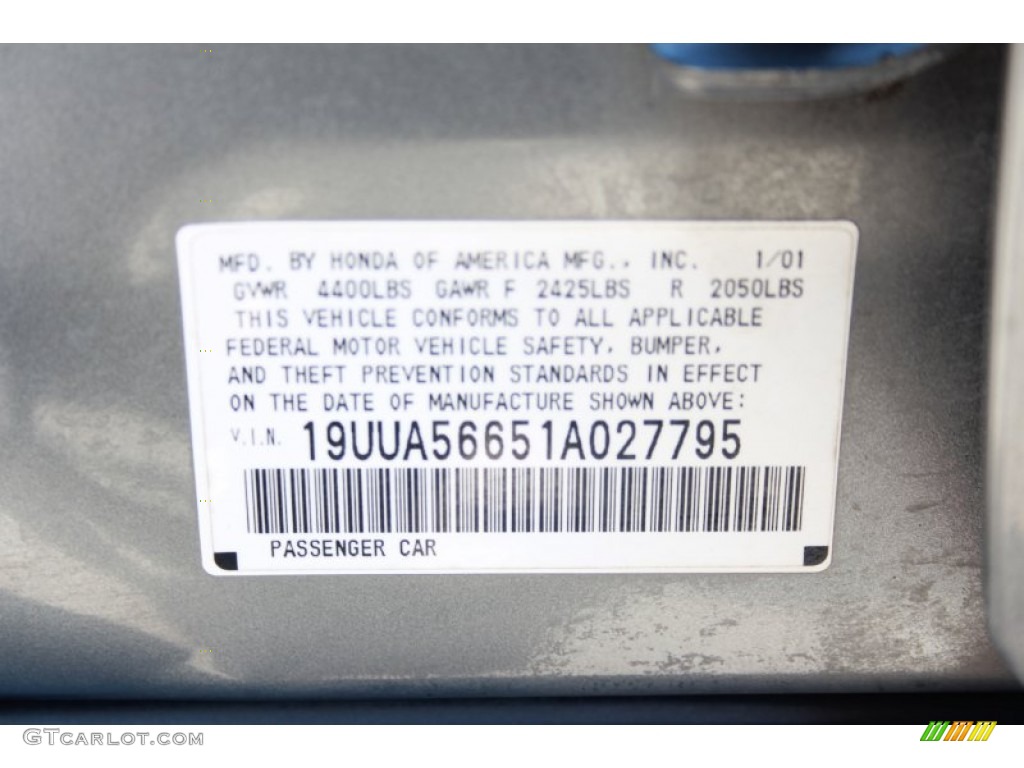 MFD. BY HONDA OF AMERICA MFG., INC. 1/01
GVWR 4400LBS GAWR F 2425LBS R 2050LBS
THIS VEHICLE CONFORMS TO ALL APPLICABLE
FEDERAL MOTOR VEHICLE SAFETY, BUMPER,
AND THEFT PREVENTION STANDARDS IN EFFECT
ON THE DATE OF MANUFACTURE SHOWN ABOVE:
V.I.N. 19UUA56651A027795
PASSENGER CAR
GTCARLOT.COM